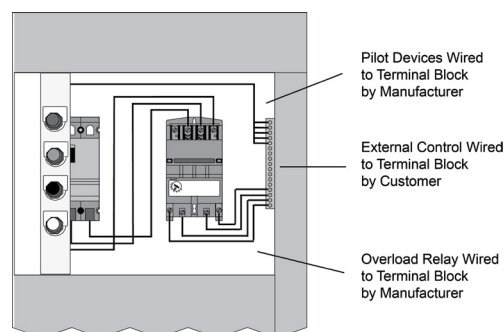 Pilot Devices Wired
to Terminal Block
by Manufacturer
External Control Wired
to Terminal Block
by Customer
Overload Relay Wired
to Terminal Block
by Manufacturer